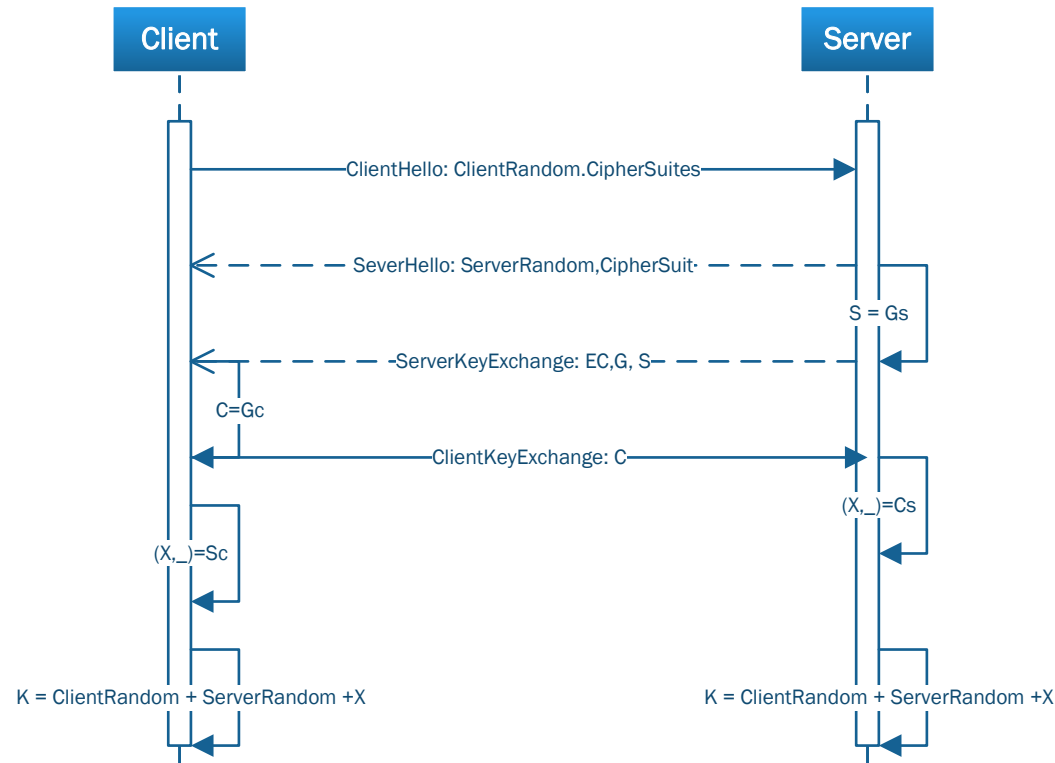 Client
Server
ClientHello: ClientRandom.CipherSuites
SeverHello: ServerRandom,CipherSuit
S = Gs
ServerKeyExchange: EC,G, S
C=Gc
ClientKeyExchange: C
(X,_)=Cs
(X,_)=Sc
K = ClientRandom + ServerRandom +X
K = ClientRandom + ServerRandom +X